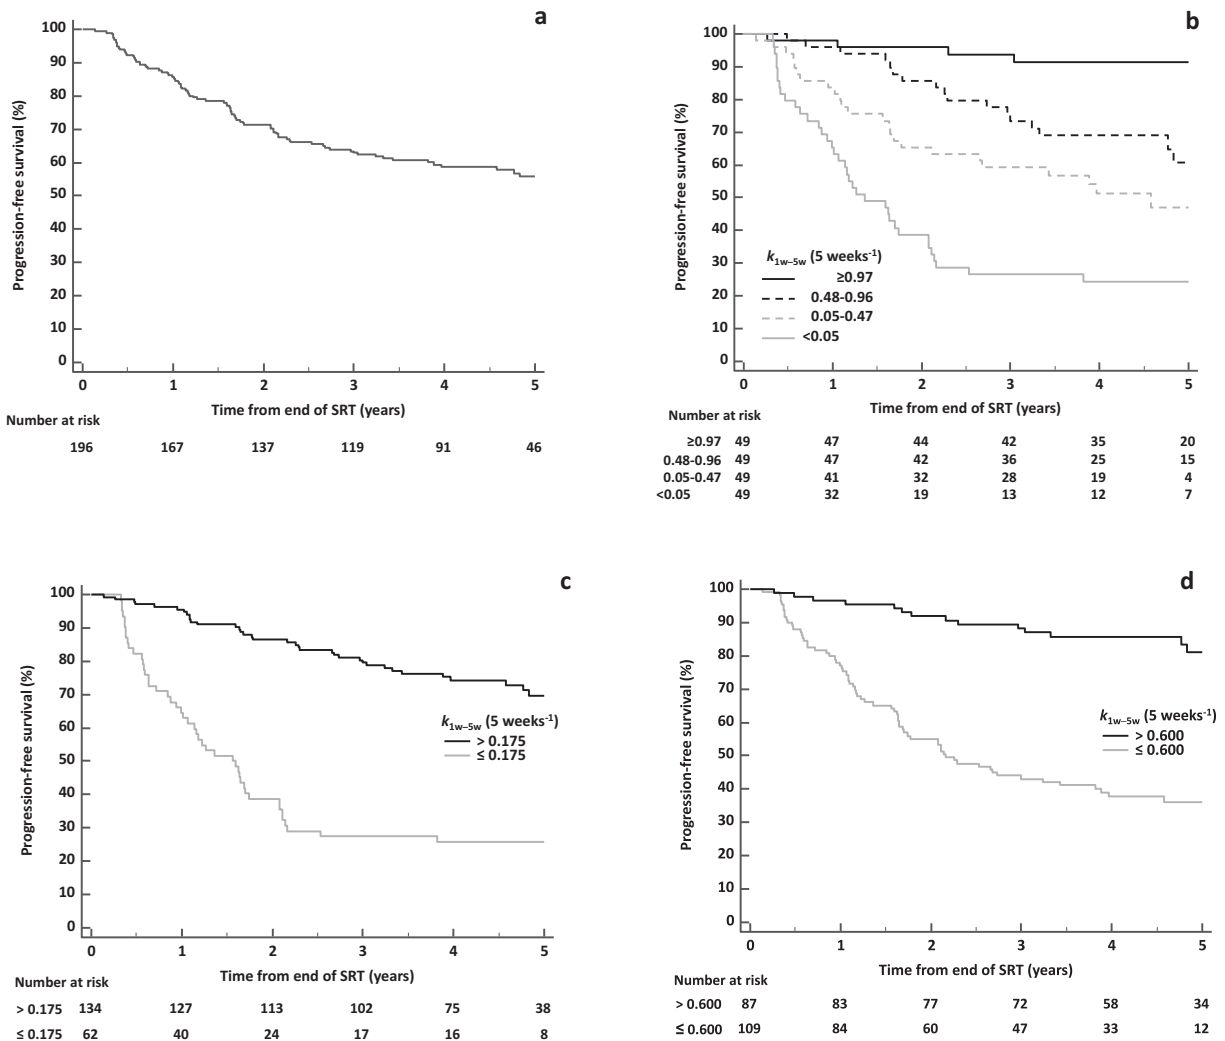 a
Progression-free survival (%)
100
90
80
70
60
50
40
30
20
10
0
0 1 2 3 4 5
Time from end of SRT (years)
Number at risk
196 167 137 119 91 46
b
Progression-free survival (%)
100
90
80
70
60
50
40
30
20
10
0
k1w–5w (5 weeks-1)
≥0.97
0.48-0.96
0.05-0.47
<0.05
0 1 2 3 4 5
Time from end of SRT (years)
Number at risk
≥0.97 49 47 44 42 35 20
0.48-0.96 49 47 42 36 25 15
0.05-0.47 49 41 32 28 19 4
<0.05 49 32 19 13 12 7
c
Progression-free survival (%)
100
90
80
70
60
50
40
30
20
10
0
k1w–5w (5 weeks-1)
> 0.175
≤ 0.175
0 1 2 3 4 5
Time from end of SRT (years)
Number at risk
> 0.175 134 127 113 102 75 38
≤ 0.175 62 40 24 17 16 8
d
Progression-free survival (%)
100
90
80
70
60
50
40
30
20
10
0
k1w–5w (5 weeks-1)
> 0.600
≤ 0.600
0 1 2 3 4 5
Time from end of SRT (years)
Number at risk
> 0.600 87 83 77 72 58 34
≤ 0.600 109 84 60 47 33 12